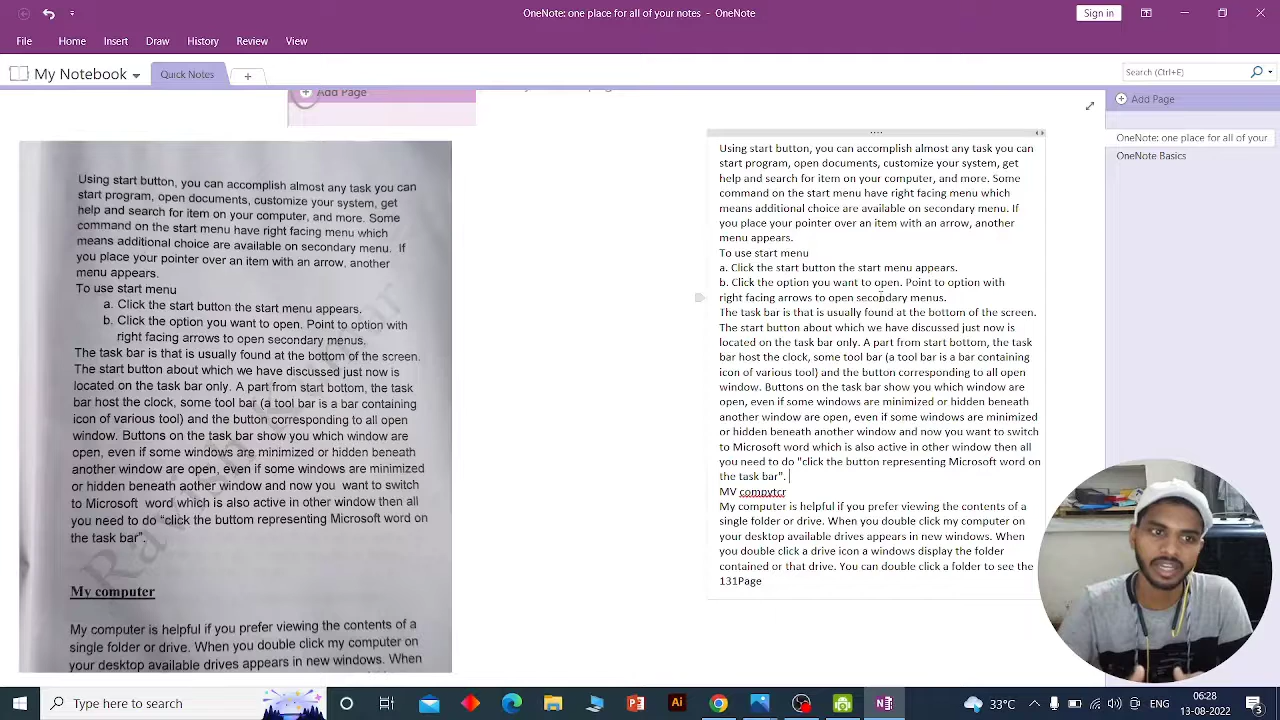 OneNote: one place for all of your notes - OneNote
Sign in
File Home Insert Draw History Review View
My Notebook
Quick Notes
Search (Ctrl+E)
Add Page
Add Page
OneNote: one place for all of your
OneNote Basics
Using start button, you can accomplish almost any task you can
start program, open documents, customize your system, get
help and search for item on your computer, and more. Some
command on the start menu have right facing menu which
means additional choice are available on secondary menu. If
you place your pointer over an item with an arrow, another
menu appears.
To use start menu
a. Click the start button the start menu appears.
b. Click the option you want to open. Point to option with
right facing arrows to open secondary menus.
The task bar is that is usually found at the bottom of the screen.
The start button about which we have discussed just now is
located on the task bar only. A part from start bottom, the task
bar host the clock, some tool bar (a tool bar is a bar containing
icon of various tool) and the button corresponding to all open
window. Buttons on the task bar show you which window are
open, even if some windows are minimized or hidden beneath
another window are open, even if some windows are minimized
or hidden beneath aother window and now you want to switch
to Microsoft word which is also active in other window then all
you need to do “click the buttom representing Microsoft word on
the task bar”.
My computer
My computer is helpful if you prefer viewing the contents of a
single folder or drive. When you double click my computer on
your desktop available drives appears in new windows. When
Using start button, you can accomplish almost any task you can
start program, open documents, customize your system, get
help and search for item on your computer, and more. Some
command on the start menu have right facing menu which
means additional choice are available on secondary menu. If
you place your pointer over an item with an arrow, another
menu appears.
To use start menu
a. Click the start button the start menu appears.
b. Click the option you want to open. Point to option with
right facing arrows to open secondary menus.
The task bar is that is usually found at the bottom of the screen.
The start button about which we have discussed just now is
located on the task bar only. A part from start bottom, the task
bar host the clock, some tool bar (a tool bar is a bar containing
icon of various tool) and the button corresponding to all open
window. Buttons on the task bar show you which window are
open, even if some windows are minimized or hidden beneath
another window are open, even if some windows are minimized
or hidden beneath another window and now you want to switch
to Microsoft word which is also active in other window then all
you need to do "click the button representing Microsoft word on
the task bar".
MV compytcr
My computer is helpful if you prefer viewing the contents of a
single folder or drive. When you double click my computer on
your desktop available drives appears in new windows. When
you double click a drive icon a windows display the folder
contained or that drive. You can double click a folder to see the
131Page
Type here to search
Ai
33°C
06:28
13-08-2022